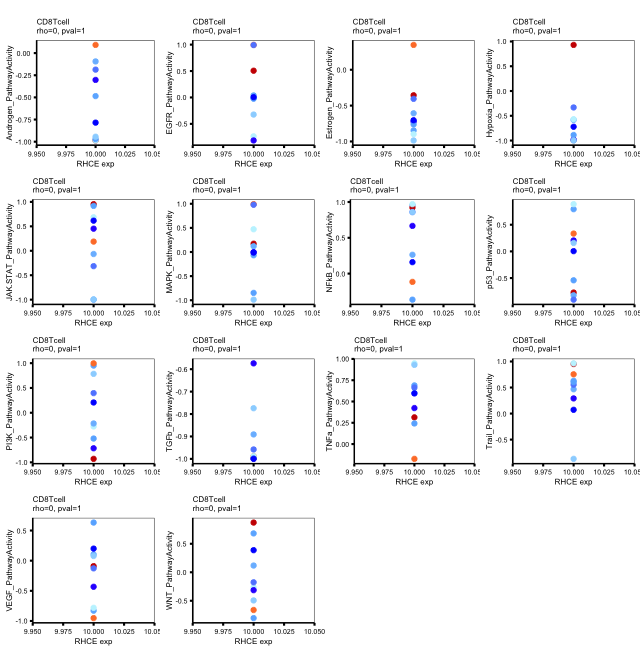 CD8Tcell
rho=0, pval=1
Androgen_PathwayActivity
0.00
-0.25
-0.50
-0.75
-1.00
9.950
9.975
10.000
10.025
10.05
RHCE exp
CD8Tcell
rho=0, pval=1
EGFR_PathwayActivity
1.0
0.5
0.0
-0.5
9.950
9.975
10.000
10.025
10.05
RHCE exp
CD8Tcell
rho=0, pval=1
Estrogen_PathwayActivity
0.0
-0.5
-1.0
9.950
9.975
10.000
10.025
10.05
RHCE exp
CD8Tcell
rho=0, pval=1
Hypoxia_PathwayActivity
1.0
0.5
0.0
-0.5
-1.0
9.950
9.975
10.000
10.025
10.05
RHCE exp
CD8Tcell
rho=0, pval=1
JAK.STAT_PathwayActivity
1.0
0.5
0.0
-0.5
-1.0
9.950
9.975
10.000
10.025
10.05
RHCE exp
CD8Tcell
rho=0, pval=1
MAPK_PathwayActivity
1.0
0.5
0.0
-0.5
-1.0
9.950
9.975
10.000
10.025
10.05
RHCE exp
CD8Tcell
rho=0, pval=1
NFkB_PathwayActivity
1.0
0.5
0.0
9.950
9.975
10.000
10.025
10.05
RHCE exp
CD8Tcell
rho=0, pval=1
p53_PathwayActivity
0.5
0.0
-0.5
9.950
9.975
10.000
10.025
10.05
RHCE exp
CD8Tcell
rho=0, pval=1
PI3K_PathwayActivity
1.0
0.5
0.0
-0.5
-1.0
9.950
9.975
10.000
10.025
10.05
RHCE exp
CD8Tcell
rho=0, pval=1
TGFb_PathwayActivity
-0.6
-0.7
-0.8
-0.9
-1.0
9.950
9.975
10.000
10.025
10.05
RHCE exp
CD8Tcell
rho=0, pval=1
TNFa_PathwayActivity
1.00
0.75
0.50
0.25
0.00
9.950
9.975
10.000
10.025
10.05
RHCE exp
CD8Tcell
rho=0, pval=1
Trail_PathwayActivity
1.0
0.5
0.0
-0.5
9.950
9.975
10.000
10.025
10.05
RHCE exp
CD8Tcell
rho=0, pval=1
VEGF_PathwayActivity
0.5
0.0
-0.5
-1.0
9.950
9.975
10.000
10.025
10.05
RHCE exp
CD8Tcell
rho=0, pval=1
WNT_PathwayActivity
0.5
0.0
-0.5
9.950
9.975
10.000
10.025
10.050
RHCE exp